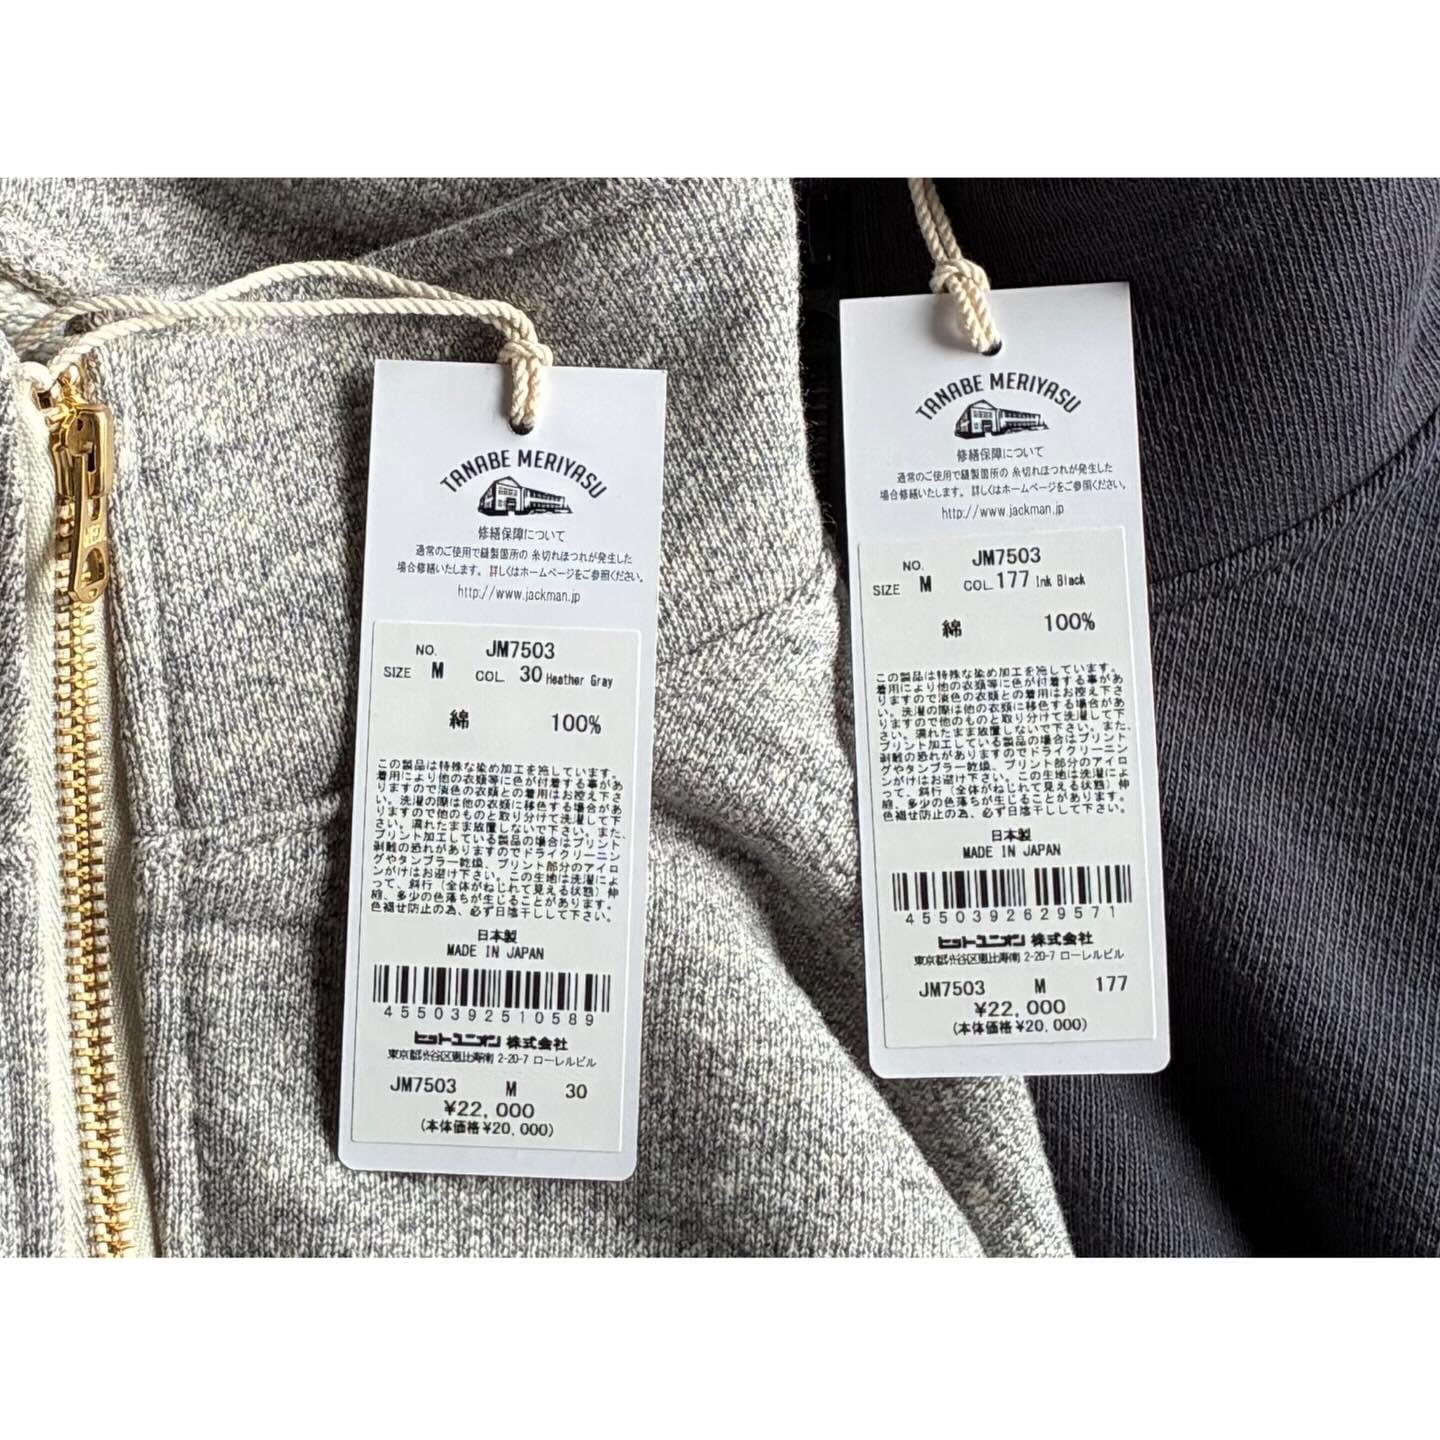 TANABE MERIYASU
修繕保障について
通常のご使用で縫製箇所の 糸切れほつれが発生した
場合修繕いたします。詳しくはホームページをご参照ください。
http://www.jackman.jp
NO. JM7503
SIZE M COL 30 Heather Gray
綿 100%
この製品は特殊な染め加工を施しています。
着用により他の衣類等に色が付着する事があ
りますので淡色の衣類との着用はお控え下さ
い。洗濯の際は他の衣類に移色する場合があ
りますので他のものと取り分けて洗濯して下
さい。濡れたまま放置しないで下さい。また、
プリント加工している製品の場合はプリント
剥離の恐れがありますのでドライクリーニン
グやタンブラー乾燥、プリント部分のアイロ
ンがけはお避け下さい。この生地は洗濯によ
って、斜行（全体がねじれて見える状態）伸
縮、多少の色落ちが生じることがあります。
色褪せ防止の為、必ず日陰干しして下さい。
日本製
MADE IN JAPAN
4550392510589
ヒットユニオン 株式会社
東京都渋谷区恵比寿南 2-20-7 ローレルビル
JM7503 M 30
¥22,000
(本体価格¥20,000)
TANABE MERIYASU
修繕保障について
通常のご使用で縫製箇所の 糸切れほつれが発生した
場合修繕いたします。詳しくはホームページをご参照ください。
http://www.jackman.jp
NO. JM7503
SIZE M COL 177 Ink Black
綿 100%
この製品は特殊な染め加工を施しています。
着用により他の衣類等に色が付着する事があ
りますので淡色の衣類との着用はお控え下さ
い。洗濯の際は他の衣類に移色する場合があ
りますので他のものと取り分けて洗濯して下
さい。濡れたまま放置しないで下さい。また、
プリント加工している製品の場合はプリント
剥離の恐れがありますのでドライクリーニン
グやタンブラー乾燥、プリント部分のアイロ
ンがけはお避け下さい。この生地は洗濯によ
って、斜行（全体がねじれて見える状態）伸
縮、多少の色落ちが生じることがあります。
色褪せ防止の為、必ず日陰干しして下さい。
日本製
MADE IN JAPAN
4550392629571
ヒットユニオン 株式会社
東京都渋谷区恵比寿南 2-20-7 ローレルビル
JM7503 M 177
¥22,000
(本体価格¥20,000)